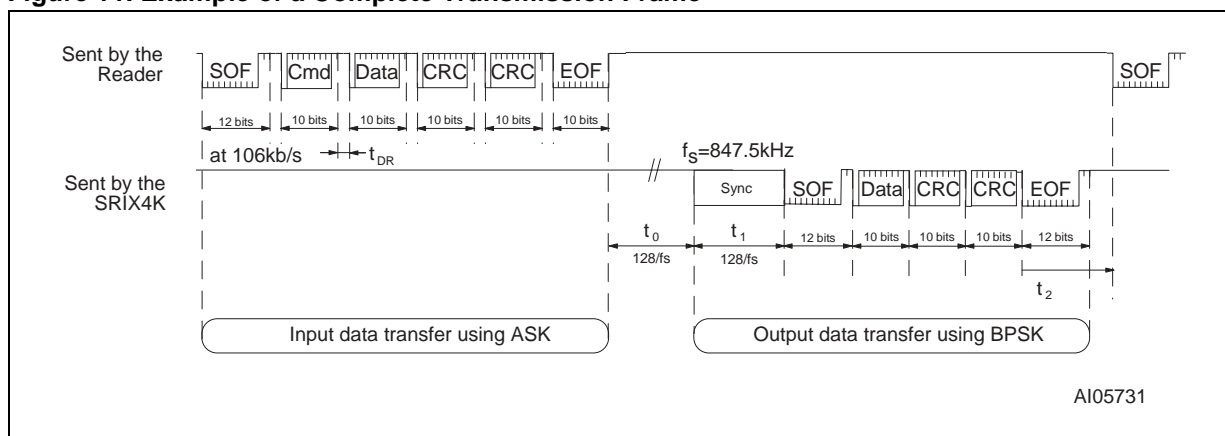 Figure 11. Example of a Complete Transmission Frame
Sent by the
Reader
SOF Cmd Data CRC CRC EOF SOF
12 bits 10 bits 10 bits 10 bits 10 bits 10 bits
at 106kb/s tDR fs=847.5kHz
Sent by the
SRIX4K
Sync SOF Data CRC CRC EOF
t0 t1 12 bits 10 bits 10 bits 10 bits 12 bits
128/fs 128/fs
t2
Input data transfer using ASK Output data transfer using BPSK
AI05731